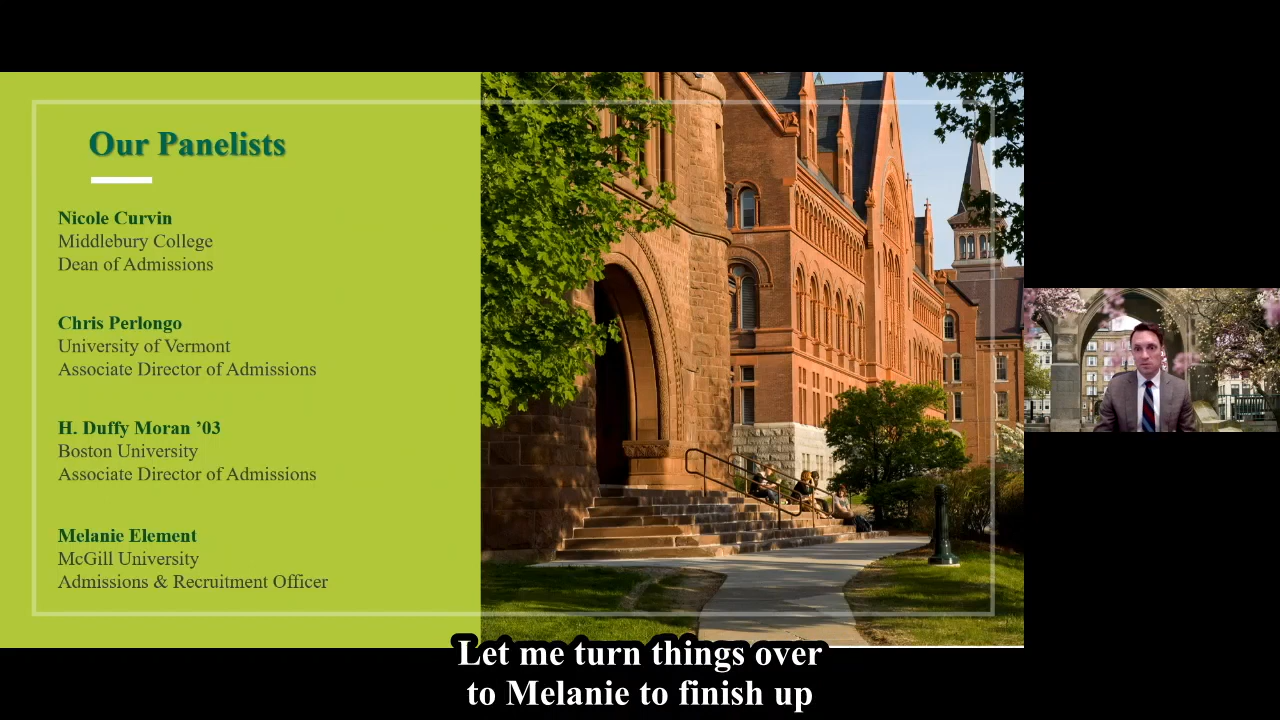 Our Panelists
Nicole Curvin
Middlebury College
Dean of Admissions
Chris Perlongo
University of Vermont
Associate Director of Admissions
H. Duffy Moran ’03
Boston University
Associate Director of Admissions
Melanie Element
McGill University
Admissions & Recruitment Officer
Let me turn things over
to Melanie to finish up